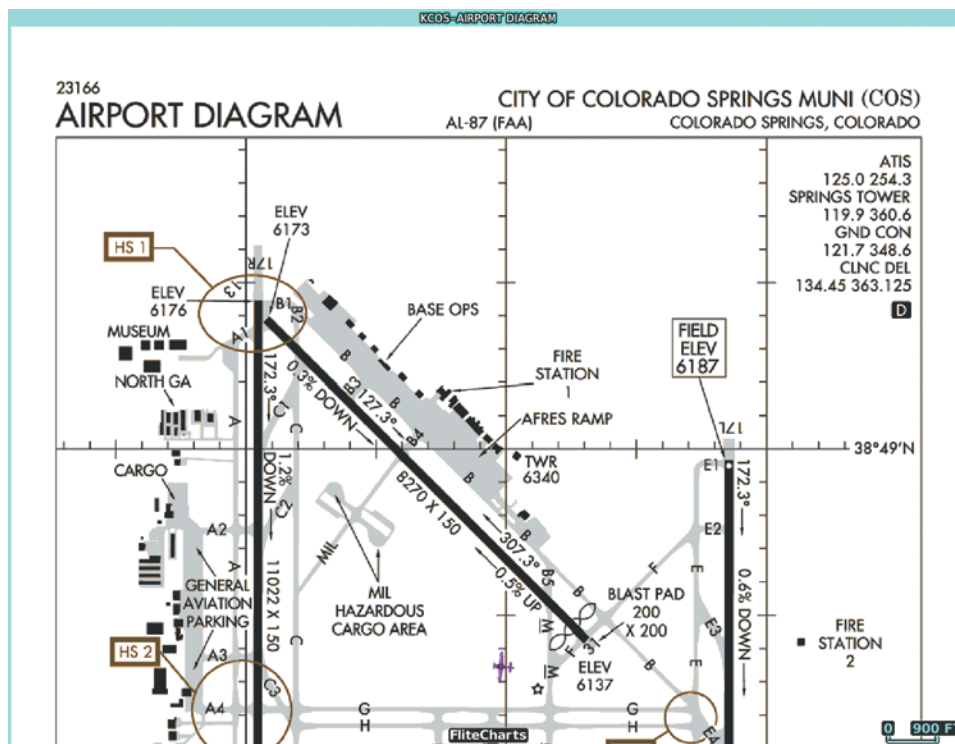 KCOS-AIRPORT DIAGRAM
23166
AIRPORT DIAGRAM
AL-87 (FAA)
CITY OF COLORADO SPRINGS MUNI (COS)
COLORADO SPRINGS, COLORADO
ATIS
125.0 254.3
SPRINGS TOWER
119.9 360.6
GND CON
121.7 348.6
CLNC DEL
134.45 363.125
D
HS 1
ELEV
6173
17R
13
ELEV
6176
B1
B2
A1
MUSEUM
NORTH GA
BASE OPS
FIRE
STATION
1
AFRES RAMP
TWR
6340
FIELD
ELEV
6187
17L
38°49'N
172.3°
0.3% DOWN
B
B3
127.3°
B
B4
B
C1
C
A
1.2%
DOWN
C2
8270 X 150
B
E1
172.3°
CARGO
A2
MIL
MIL
HAZARDOUS
CARGO AREA
307.3°
0.5% UP
B
B5
B
E2
F
E
A
11022 X 150
GENERAL
AVIATION
PARKING
C
BLAST PAD
200
X 200
0.6% DOWN
E3
FIRE
STATION
2
M
F
31
B
E
M
ELEV
6137
HS 2
A3
C3
A4
G
H
G
H
E4
FliteCharts
0 900 F